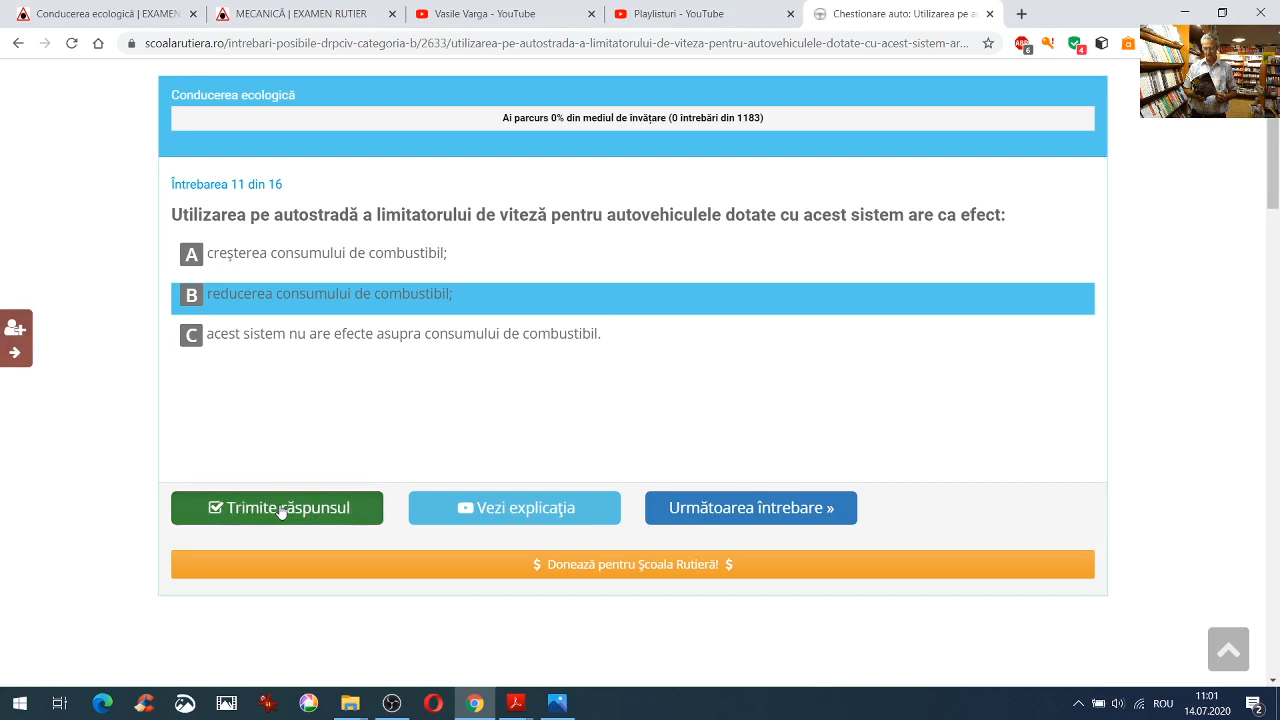 Conducerea ecologică | EXAMEN
MECANICĂ | EXAMEN RUTIER
Vasile Varga - YouTube
Playlisturi - YouTube
Chestionare auto: Utilizarea pe a
scoalarutiera.ro/intrebari-posibile/drpciv-categoria-b/2637/utilizarea-pe-autostrada-a-limitatorului-de-viteza-pentru-autovehiculele-dotate-cu-acest-sistem-ar...
6
4
Conducerea ecologică
Ai parcurs 0% din mediul de învățare (0 întrebări din 1183)
Întrebarea 11 din 16
Utilizarea pe autostradă a limitatorului de viteză pentru autovehiculele dotate cu acest sistem are ca efect:
A creșterea consumului de combustibil;
B reducerea consumului de combustibil;
C acest sistem nu are efecte asupra consumului de combustibil.
Trimite răspunsul
Vezi explicația
Următoarea întrebare »
$ Donează pentru Școala Rutieră! $
ROU
11:01
14.07.2020
2